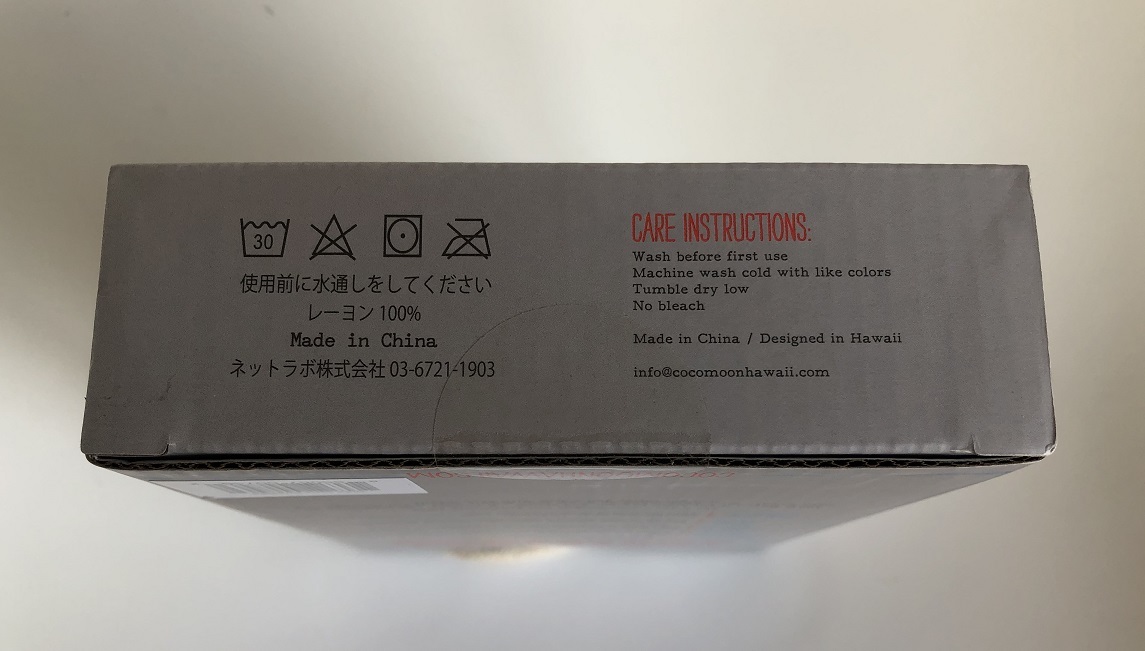 30
使用前に水通しをしてください
レーヨン 100%
Made in China
ネットラボ株式会社 03-6721-1903
CARE INSTRUCTIONS:
Wash before first use
Machine wash cold with like colors
Tumble dry low
No bleach
Made in China / Designed in Hawaii
info@cocomoonhawaii.com